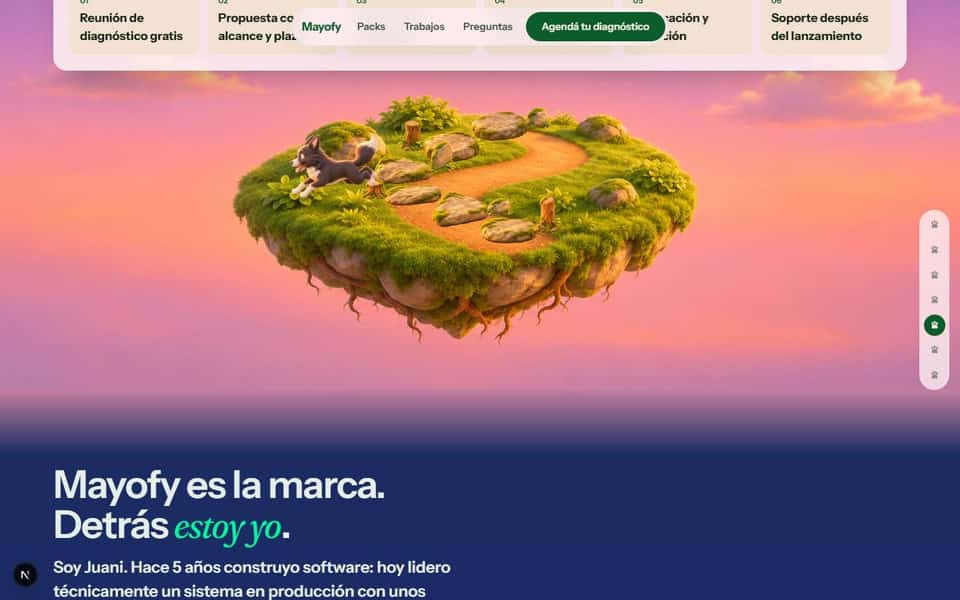 01
Reunión de
diagnóstico gratis
02
Propuesta co
alcance y pla
03
04
05
cación y
ción
06
Soporte después
del lanzamiento
Mayofy
Packs
Trabajos
Preguntas
Agendá tu diagnóstico
Mayofy es la marca.
Detrás estoy yo.
Soy Juani. Hace 5 años construyo software: hoy lidero
técnicamente un sistema en producción con unos
N